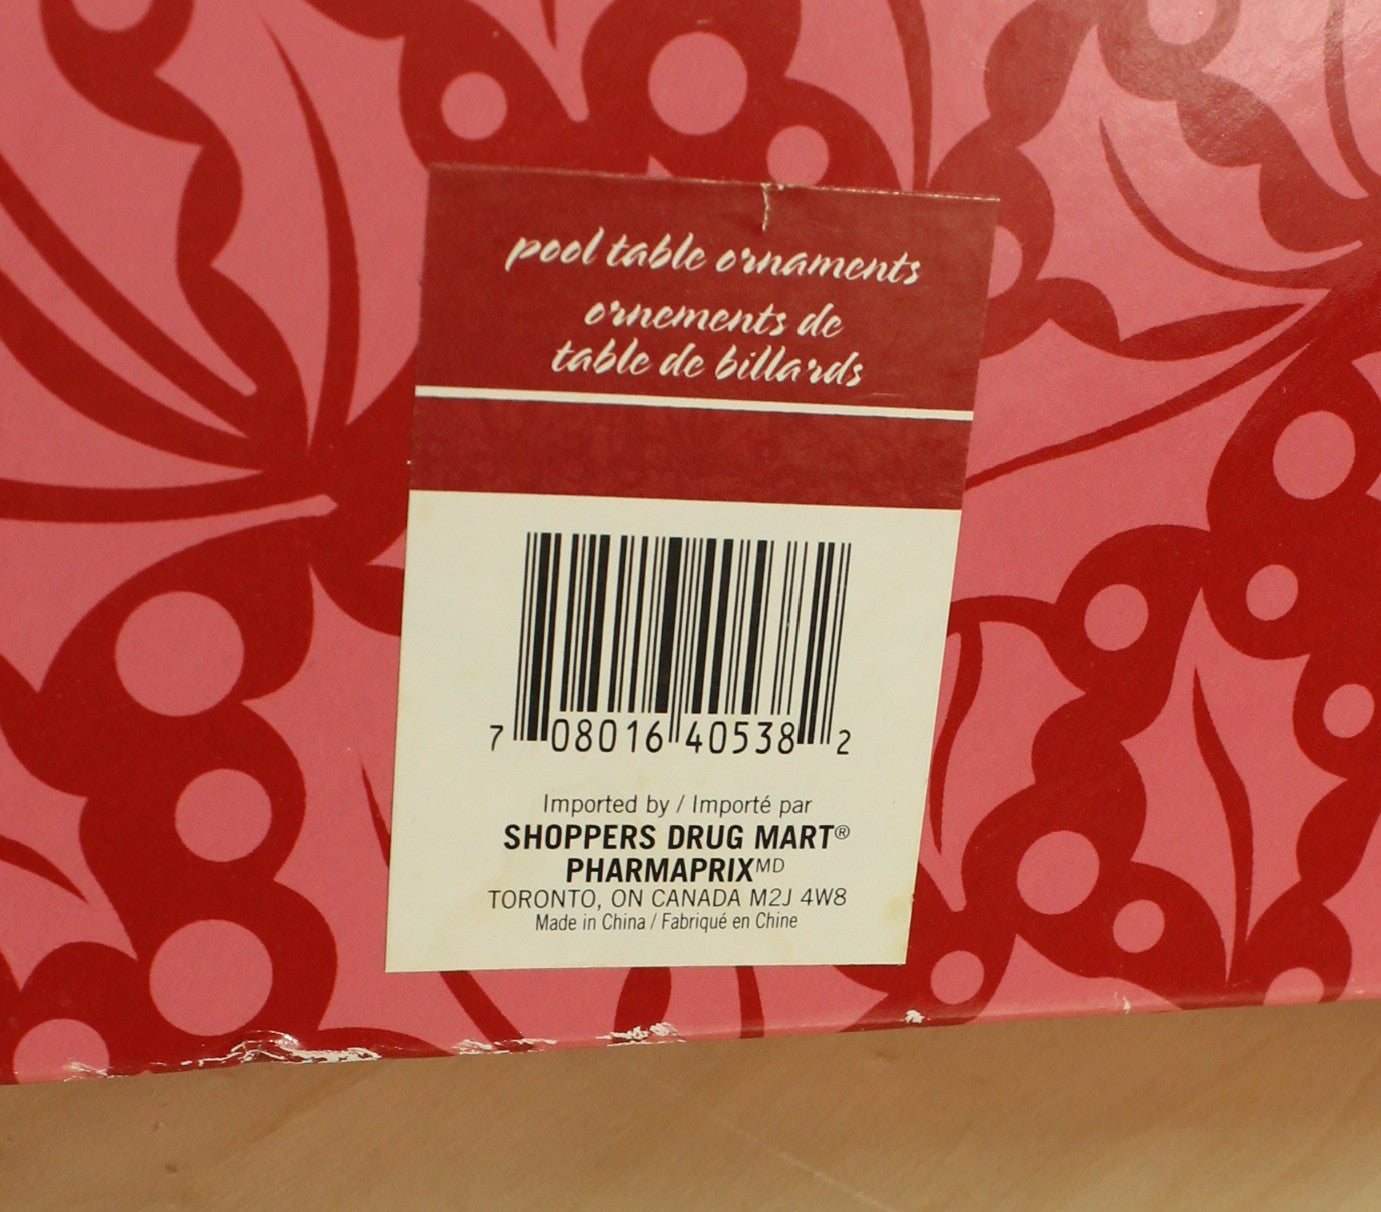 pool table ornaments
ornements de
table de billards
7 08016 40538 2
Imported by / Importé par
SHOPPERS DRUG MART®
PHARMAPRIX MD
TORONTO, ON CANADA M2J 4W8
Made in China / Fabriqué en Chine